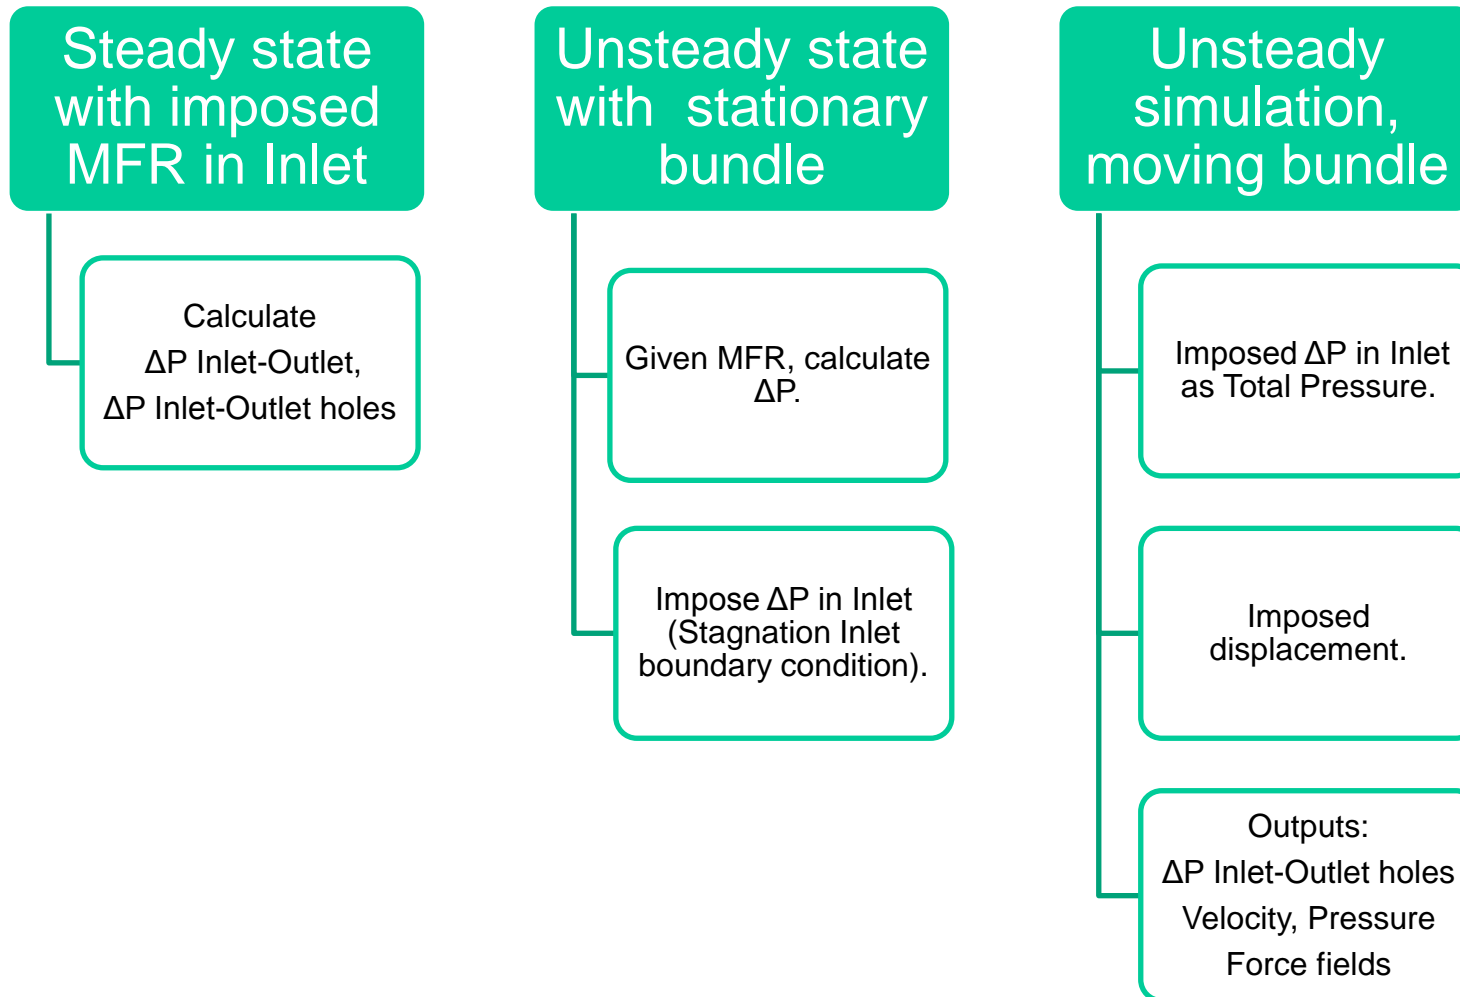 Steady state
with imposed
MFR in Inlet
Calculate
ΔP Inlet-Outlet,
ΔP Inlet-Outlet holes
Unsteady state
with  stationary
bundle
Given MFR, calculate
ΔP.
Impose ΔP in Inlet
(Stagnation Inlet
boundary condition).
Unsteady
simulation,
moving bundle
Imposed ΔP in Inlet
as Total Pressure.
Imposed
displacement.
Outputs:
ΔP Inlet-Outlet holes
Velocity, Pressure
Force fields